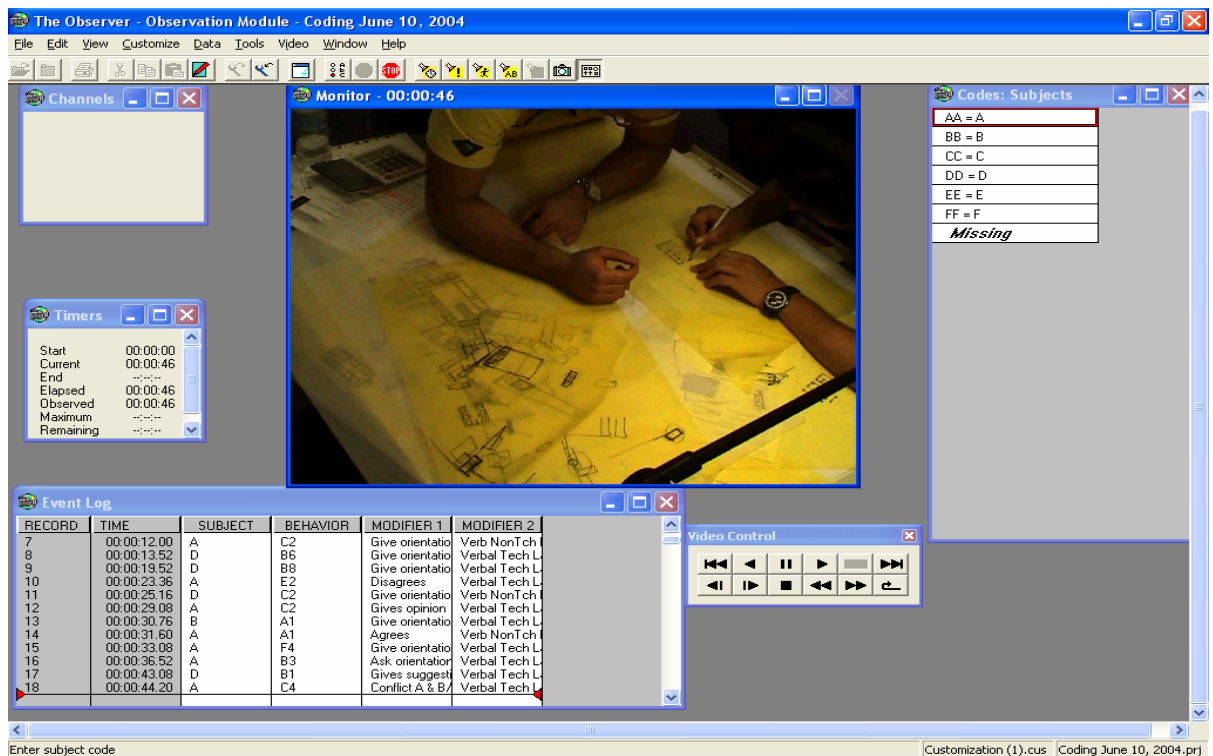 The Observer - Observation Module - Coding June 10, 2004
File Edit View Customize Data Tools Video Window Help
STOP
AB
Channels
Monitor - 00:00:46
Codes: Subjects
AA = A
BB = B
CC = C
DD = D
EE = E
FF = F
Missing
Timers
Start 00:00:00
Current 00:00:46
End --:--:--
Elapsed 00:00:46
Observed 00:00:46
Maximum --:--:--
Remaining --:--:--
Event Log
RECORD TIME SUBJECT BEHAVIOR MODIFIER 1 MODIFIER 2
7 00:00:12.00 A C2 Give orientatio Verb NonTch
8 00:00:13.52 D B6 Give orientatio Verbal Tech L
9 00:00:19.52 D B8 Give orientatio Verbal Tech L
10 00:00:23.36 A E2 Disagrees Verbal Tech L
11 00:00:25.16 D C2 Give orientatio Verb NonTch
12 00:00:29.08 A C2 Gives opinion Verbal Tech L
13 00:00:30.76 B A1 Give orientatio Verbal Tech L
14 00:00:31.60 A A1 Agrees Verb NonTch
15 00:00:33.08 A F4 Give orientatio Verbal Tech L
16 00:00:36.52 A B3 Ask orientation Verbal Tech L
17 00:00:43.08 D B1 Gives suggesti Verbal Tech L
18 00:00:44.20 A C4 Conflict A & B/ Verbal Tech L
Video Control
Enter subject code
Customization (1).cus Coding June 10, 2004.prj